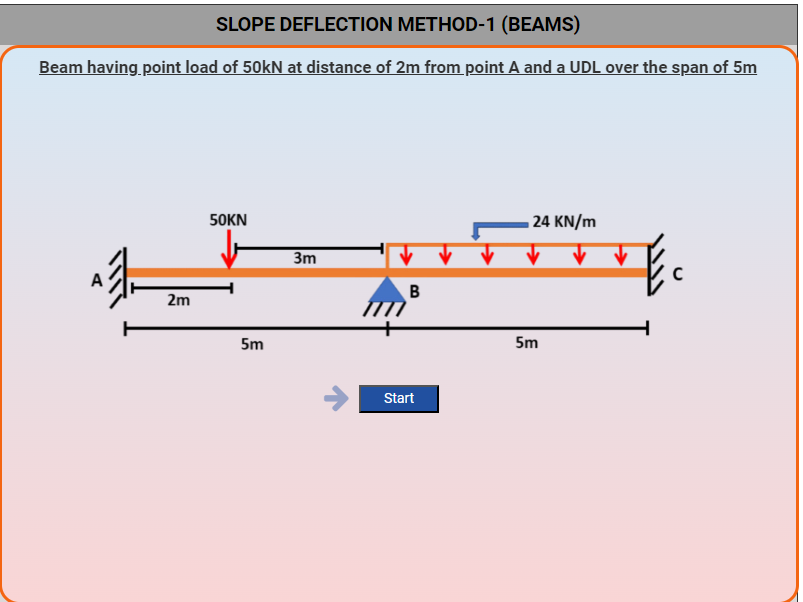 SLOPE DEFLECTION METHOD-1 (BEAMS)
Beam having point load of 50kN at distance of 2m from point A and a UDL over the span of 5m
50KN
24 KN/m
3m
A
C
2m
B
5m
5m
Start